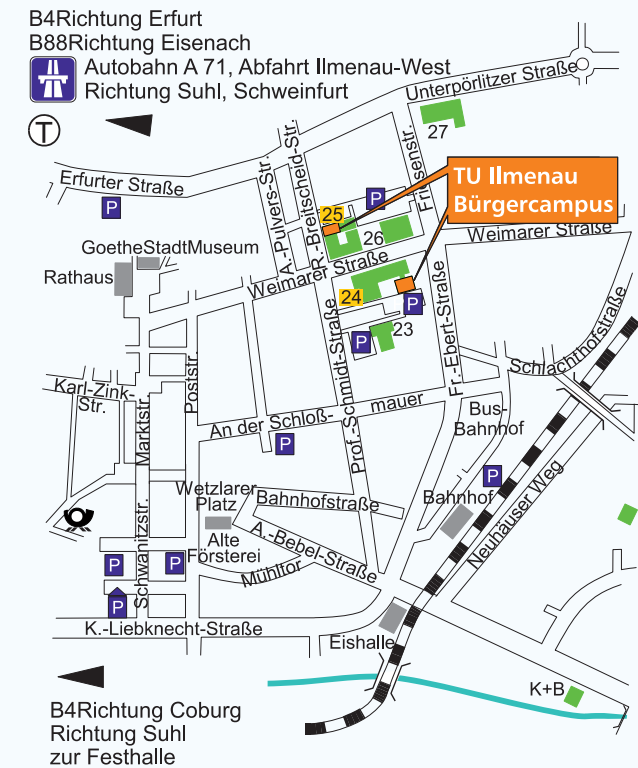 B4Richtung Erfurt
B88Richtung Eisenach
Autobahn A 71, Abfahrt Ilmenau-West
Richtung Suhl, Schweinfurt
T
Unterpörlitzer Straße
27
Erfurter Straße
P
A.-Pulvers-Str.
R.-Breitscheid-Str.
Friesenstr.
P
TU Ilmenau
Bürgercampus
25
26
Weimarer Straße
GoetheStadtMuseum
Rathaus
Weimarer Straße
24
P
23
P
Schlachthofstraße
Karl-Zink-
Str.
Marktstr.
Poststr.
Prof.-Schmidt-Straße
Fr.-Ebert-Straße
An der Schloß-
mauer
P
Bus-
Bahnhof
P
Bahnhof
Neuhäuser Weg
Wetzlarer
Platz
Bahnhofstraße
Alte
Försterei
A.-Bebel-Straße
Mühltor
Schwanitzstr.
P
P
P
K.-Liebknecht-Straße
Eishalle
K+B
B4Richtung Coburg
Richtung Suhl
zur Festhalle